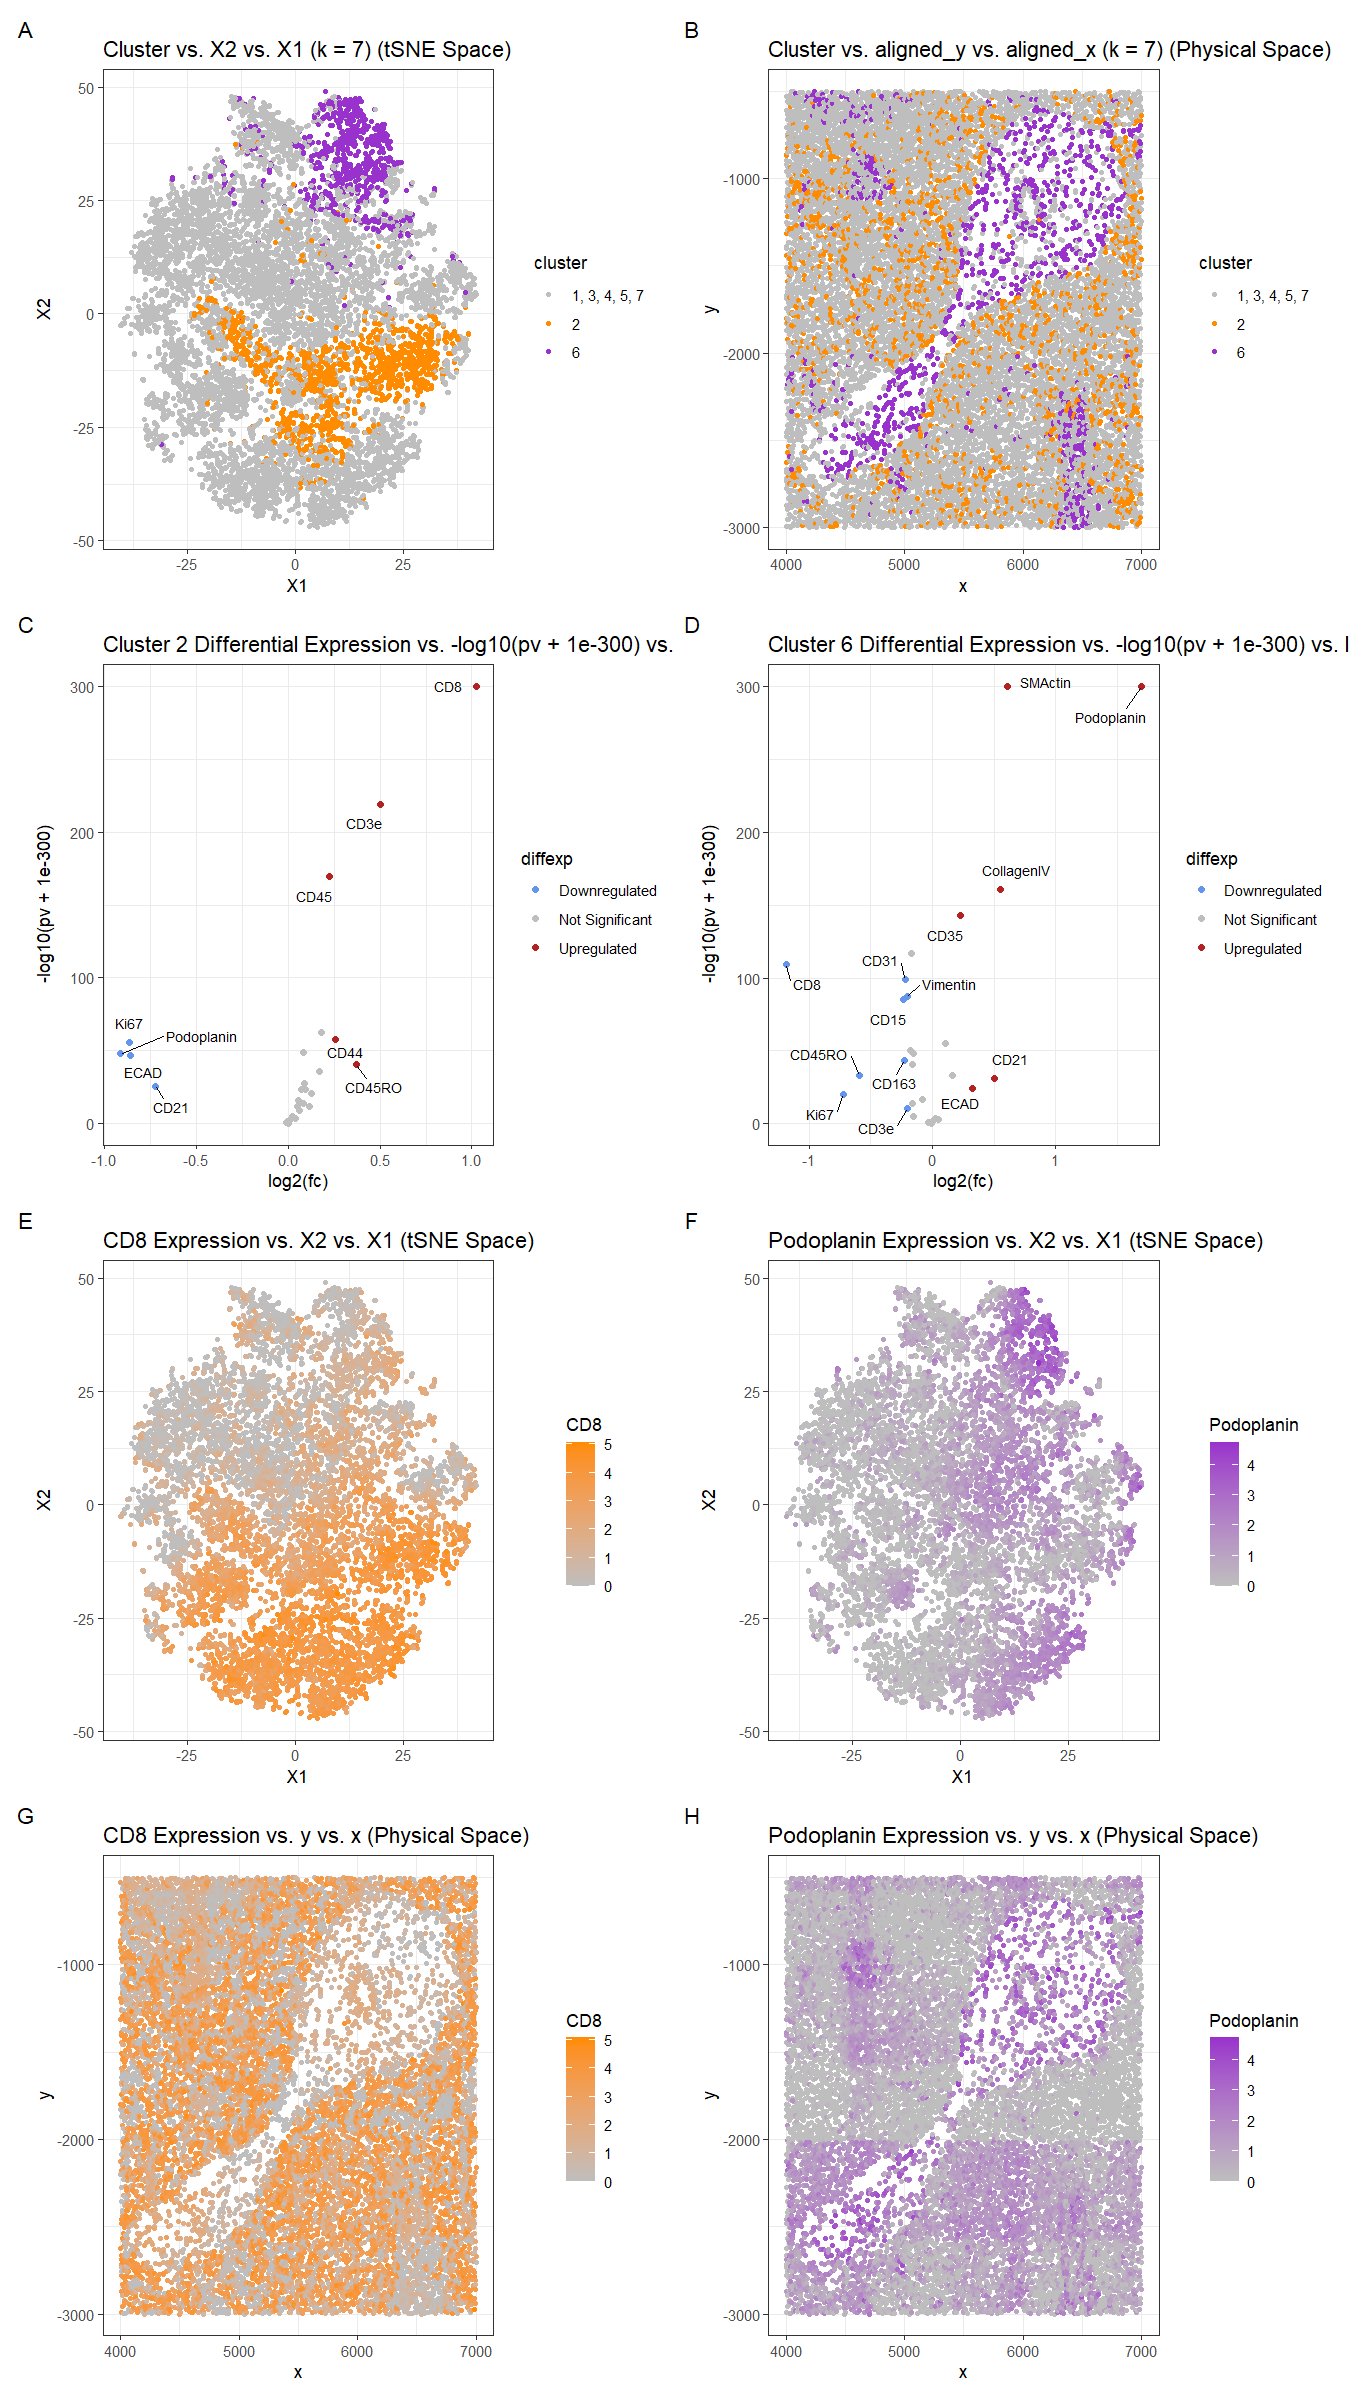 A
Cluster vs. X2 vs. X1 (k = 7) (tSNE Space)
50
25
0
-25
-50
X2
-25
0
25
X1
cluster
1, 3, 4, 5, 7
2
6
B
Cluster vs. aligned_y vs. aligned_x (k = 7) (Physical Space)
-1000
-2000
-3000
y
4000
5000
6000
7000
x
cluster
1, 3, 4, 5, 7
2
6
C
Cluster 2 Differential Expression vs. -log10(pv + 1e-300) vs.
300
200
100
0
-log10(pv + 1e-300)
CD8
CD3e
CD45
Ki67
Podoplanin
ECAD
CD21
CD44
CD45RO
-1.0
-0.5
0.0
0.5
1.0
log2(fc)
diffexp
Downregulated
Not Significant
Upregulated
D
Cluster 6 Differential Expression vs. -log10(pv + 1e-300) vs. l
300
200
100
0
-log10(pv + 1e-300)
SMActin
Podoplanin
CollagenIV
CD35
CD31
CD8
Vimentin
CD15
CD45RO
CD163
CD21
Ki67
ECAD
CD3e
-1
0
1
log2(fc)
diffexp
Downregulated
Not Significant
Upregulated
E
CD8 Expression vs. X2 vs. X1 (tSNE Space)
50
25
0
-25
-50
X2
-25
0
25
X1
CD8
5
4
3
2
1
0
F
Podoplanin Expression vs. X2 vs. X1 (tSNE Space)
50
25
0
-25
-50
X2
-25
0
25
X1
Podoplanin
4
3
2
1
0
G
CD8 Expression vs. y vs. x (Physical Space)
-1000
-2000
-3000
y
4000
5000
6000
7000
x
CD8
5
4
3
2
1
0
H
Podoplanin Expression vs. y vs. x (Physical Space)
-1000
-2000
-3000
y
4000
5000
6000
7000
x
Podoplanin
4
3
2
1
0